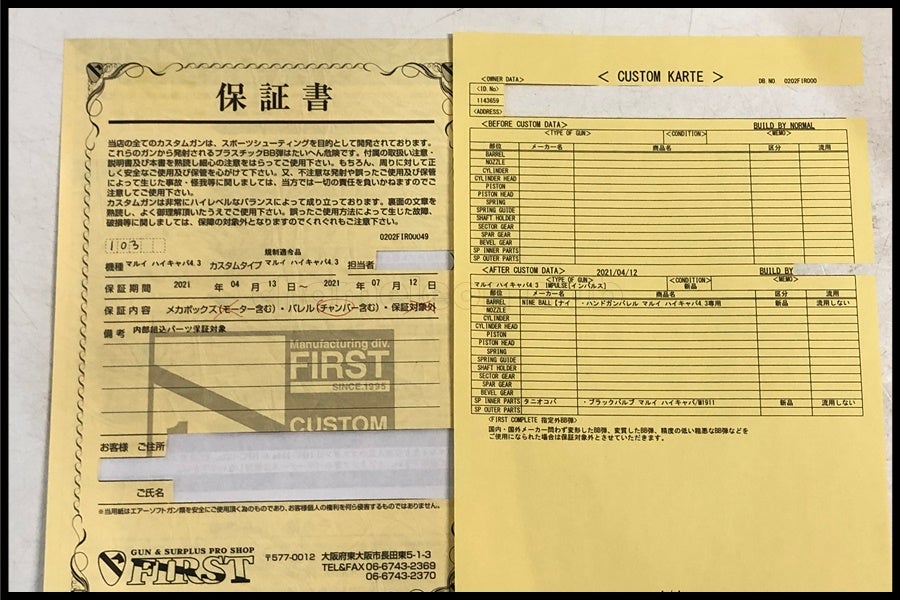 保証書
当店の全てのカスタムガンは、スポーツシューティングを目的として開発されております。
これらのガンから発射されるプラスチックBB弾はたいへん危険です。付属の取扱い注意・
説明書及び本書を熟読し細心の注意をはらってご使用下さい。もちろん、周りに対して正
しく安全なご使用及び保管を心がけて下さい。又、不注意な発射や誤ったご使用及び保管
によって生じた事故・怪我等に関しましては、当方では一切の責任を負いかねますのでご
注意してご使用下さい。
カスタムガンは非常にハイレベルなバランスによって成り立っております。裏面の文章を
熟読し、よく御理解頂いたうえでご使用下さい。誤ったご使用方法によって生じた故障、
破損等に関しましては、保障の対象外となりますのでくれぐれもご注意下さい。
0202FIR0049
103
規制適合品
機種 マルイ ハイキャパ4.3 カスタムタイプ マルイ ハイキャパ4.3 担当者
保証期間 2021 年 04 月 13 日～ 2021 年 07 月 12 日
保証内容 メカボックス(モーター含む)・バレル(チャンバー含む)・保証対象外
備考 内部組込パーツ保証対象
Manufacturing div.
FIRST
SINCE.1995
CUSTOM
お客様 ご住所
ご氏名
※当用紙はエアーソフトガン類を安全にご使用頂く為のものであり、お客様個人の権利を何ら侵害するものではありません。
GUN & SURPLUS PRO SHOP
FIRST
〒577-0012 大阪府東大阪市長田東5-1-3
TEL&FAX 06-6743-2369
06-6743-2370
< CUSTOM KARTE >
DB NO 0202FIR000
<OWNER DATA>
<ID.No>
1143659
<ADDRESS>
<BEFORE CUSTOM DATA> BUILD BY NORMAL
<TYPE OF GUN> <CONDITION> <MEMO>
部位 メーカー名 商品名 区分 流用
BARREL
NOZZLE
CYLINDER
CYLINDER HEAD
PISTON
PISTON HEAD
SPRING
SPRING GUIDE
SHAFT HOLDER
SECTOR GEAR
SPAR GEAR
BEVEL GEAR
SP INNER PARTS
SP OUTER PARTS
<AFTER CUSTOM DATA> 2021/04/12 BUILD BY
<TYPE OF GUN> <CONDITION> <MEMO>
マルイ ハイキャパ4.3 IMPULSE[インパルス] 新品
部位 メーカー名 商品名 区分 流用
BARREL NINE BALL [ナイ ・ハンドガンバレル マルイ ハイキャパ4.3専用 新品 流用しない
NOZZLE
CYLINDER
CYLINDER HEAD
PISTON
PISTON HEAD
SPRING
SPRING GUIDE
SHAFT HOLDER
SECTOR GEAR
SPAR GEAR
BEVEL GEAR
SP INNER PARTS タニオコバ ・ブラックバルブ マルイ ハイキャパ/M1911 新品 流用しない
SP OUTER PARTS
<FIRST COMPLETE 指定外BB弾>
国内・国外メーカー問わず変形したBB弾、変質したBB弾、精度の低い粗悪なBB弾などを
ご使用になられた場合は保証対象外とさせていただきます。